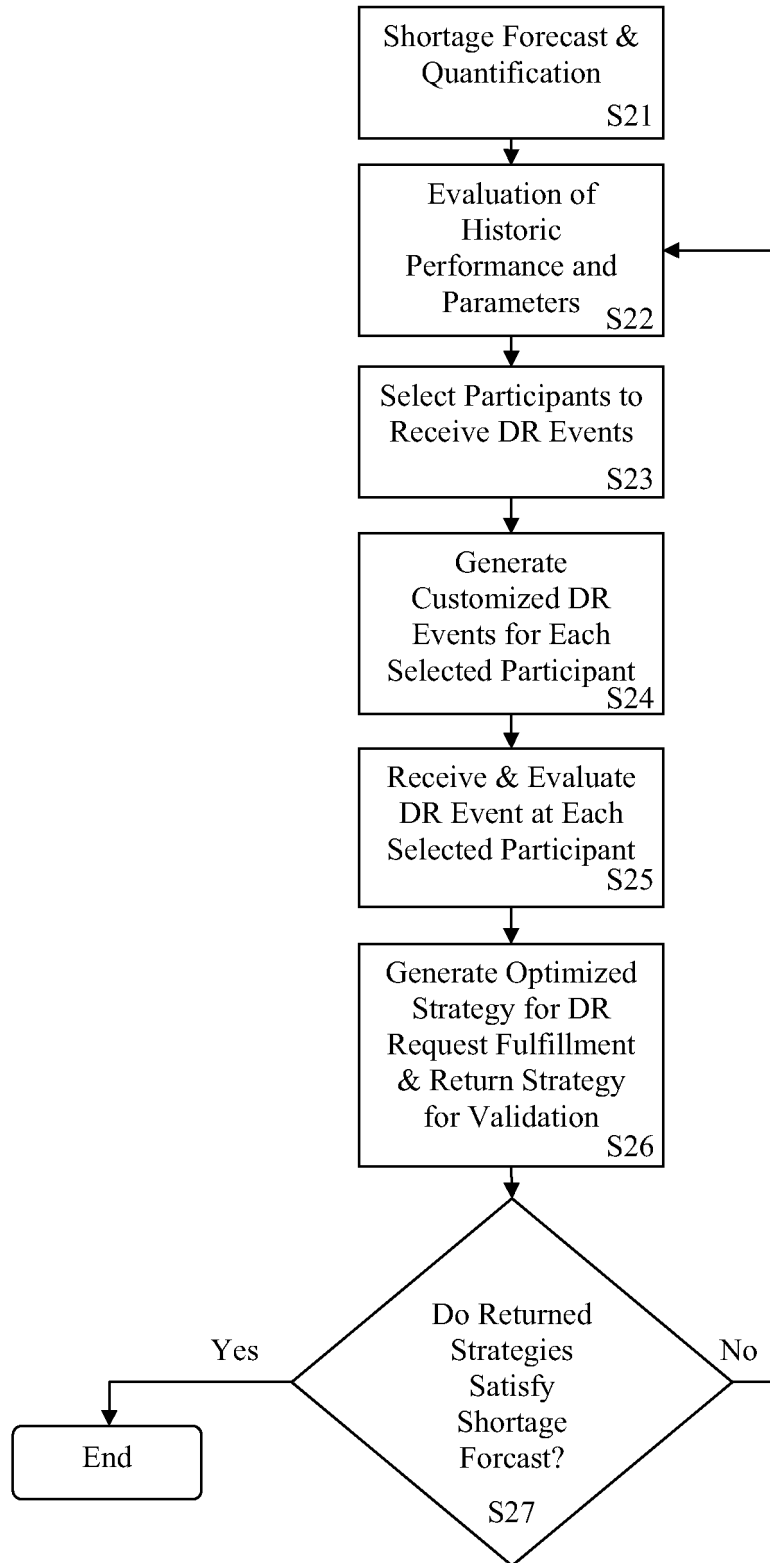 Shortage Forecast &
Quantification
S21
Evaluation of
Historic
Performance and
Parameters
S22
Select Participants to
Receive DR Events
S23
Generate
Customized DR
Events for Each
Selected Participant
S24
Receive & Evaluate
DR Event at Each
Selected Participant
S25
Generate Optimized
Strategy for DR
Request Fulfillment
& Return Strategy
for Validation
S26
Do Returned
Strategies
Satisfy
Shortage
Forcast?
S27
Yes
No
End